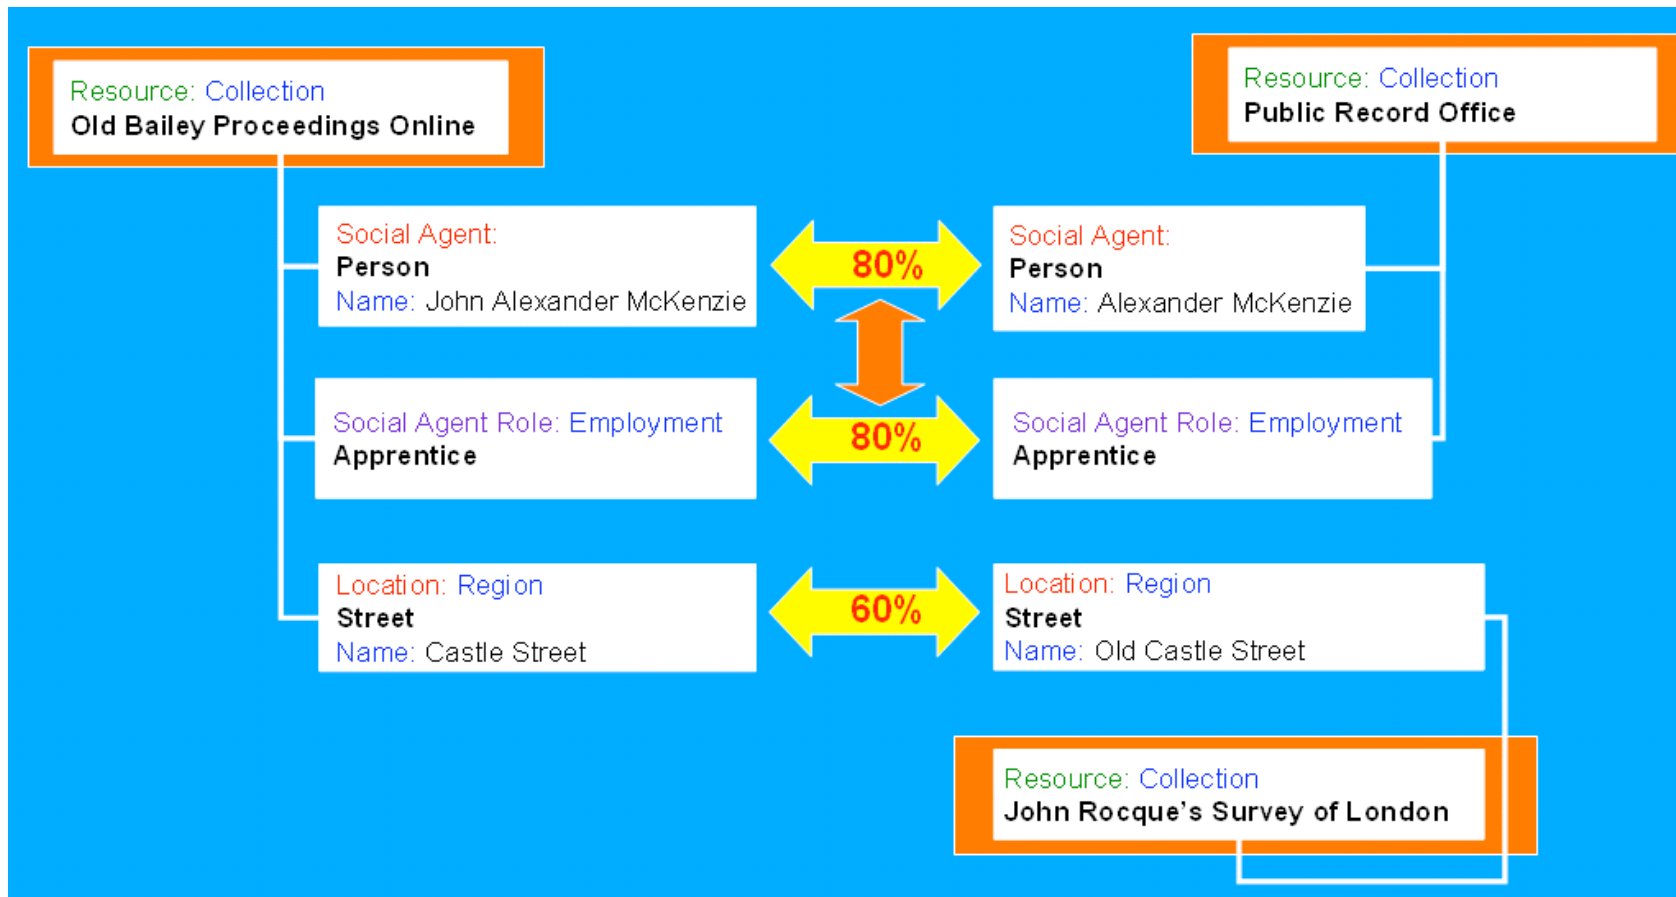 Resource: Collection
Old Bailey Proceedings Online
Resource: Collection
Public Record Office
Social Agent:
Person
Name: John Alexander McKenzie
80%
Social Agent:
Person
Name: Alexander McKenzie
Social Agent Role: Employment
Apprentice
80%
Social Agent Role: Employment
Apprentice
Location: Region
Street
Name: Castle Street
60%
Location: Region
Street
Name: Old Castle Street
Resource: Collection
John Rocque's Survey of London